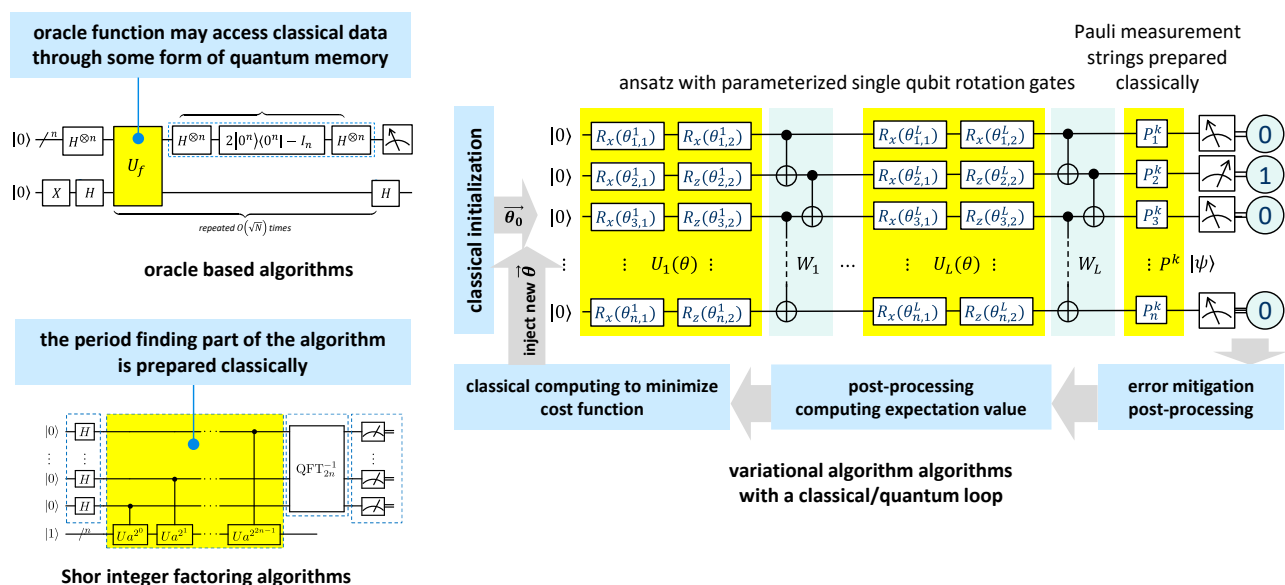 oracle function may access classical data
through some form of quantum memory
|0⟩ n H⊗n U_f H⊗n 2|0ⁿ⟩⟨0ⁿ| − I_n H⊗n
|0⟩ X H H
repeated O(√N) times
oracle based algorithms
the period finding part of the algorithm
is prepared classically
|0⟩ H ··· ···
⋮ ⋮ ⋮
|0⟩ H ··· ··· QFT⁻¹_2n
|0⟩ H ··· ···
|1⟩ n Ua^{2^0} Ua^{2^1} ··· ··· Ua^{2^{2n−1}}
Shor integer factoring algorithms
Pauli measurement
strings prepared
classically
ansatz with parameterized single qubit rotation gates
classical initialization
θ₀
inject new θ
|0⟩ R_x(θ^1_{1,1}) R_x(θ^1_{1,2}) R_x(θ^L_{1,1}) R_x(θ^L_{1,2}) P^k_1 0
|0⟩ R_x(θ^1_{2,1}) R_z(θ^1_{2,2}) R_x(θ^L_{2,1}) R_z(θ^L_{2,2}) P^k_2 1
|0⟩ R_x(θ^1_{3,1}) R_z(θ^1_{3,2}) R_x(θ^L_{3,1}) R_z(θ^L_{3,2}) P^k_3 0
⋮ ⋮ U_1(θ) ⋮ W_1 ... ⋮ U_L(θ) ⋮ W_L ⋮ P^k |ψ⟩
|0⟩ R_x(θ^1_{n,1}) R_z(θ^1_{n,2}) R_x(θ^L_{n,1}) R_z(θ^L_{n,2}) P^k_n 0
classical computing to minimize
cost function
post-processing
computing expectation value
error mitigation
post-processing
variational algorithm algorithms
with a classical/quantum loop